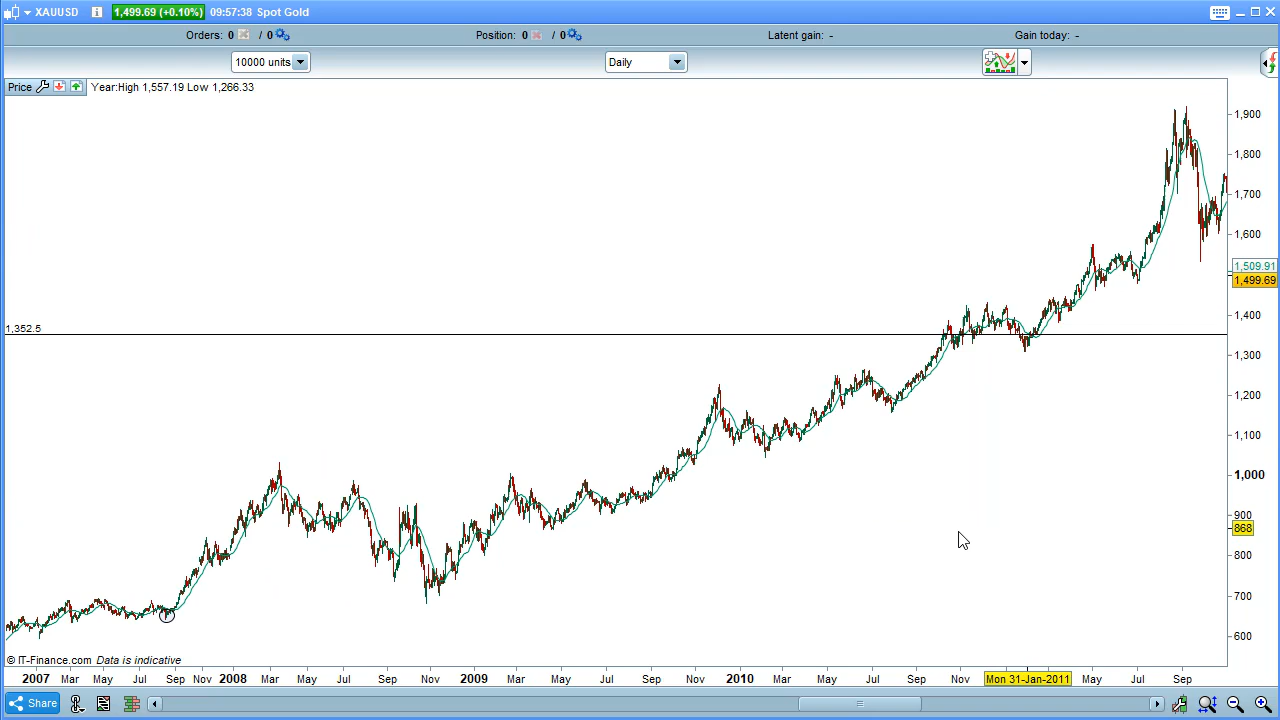 XAUUSD 1,499.69 (+0.10%) 09:57:38 Spot Gold
Orders: 0 / 0 Position: 0 / 0 Latent gain: - Gain today: -
10000 units Daily
Price Year:High 1,557.19 Low 1,266.33
1,900
1,800
1,700
1,600
1,509.91
1,499.69
1,400
1,352.5
1,300
1,200
1,100
1,000
900
868
800
700
600
© IT-Finance.com Data is indicative
2007 Mar May Jul Sep Nov 2008 Mar May Jul Sep Nov 2009 Mar May Jul Sep Nov 2010 Mar May Jul Sep Nov Mon 31-Jan-2011 May Jul Sep
Share